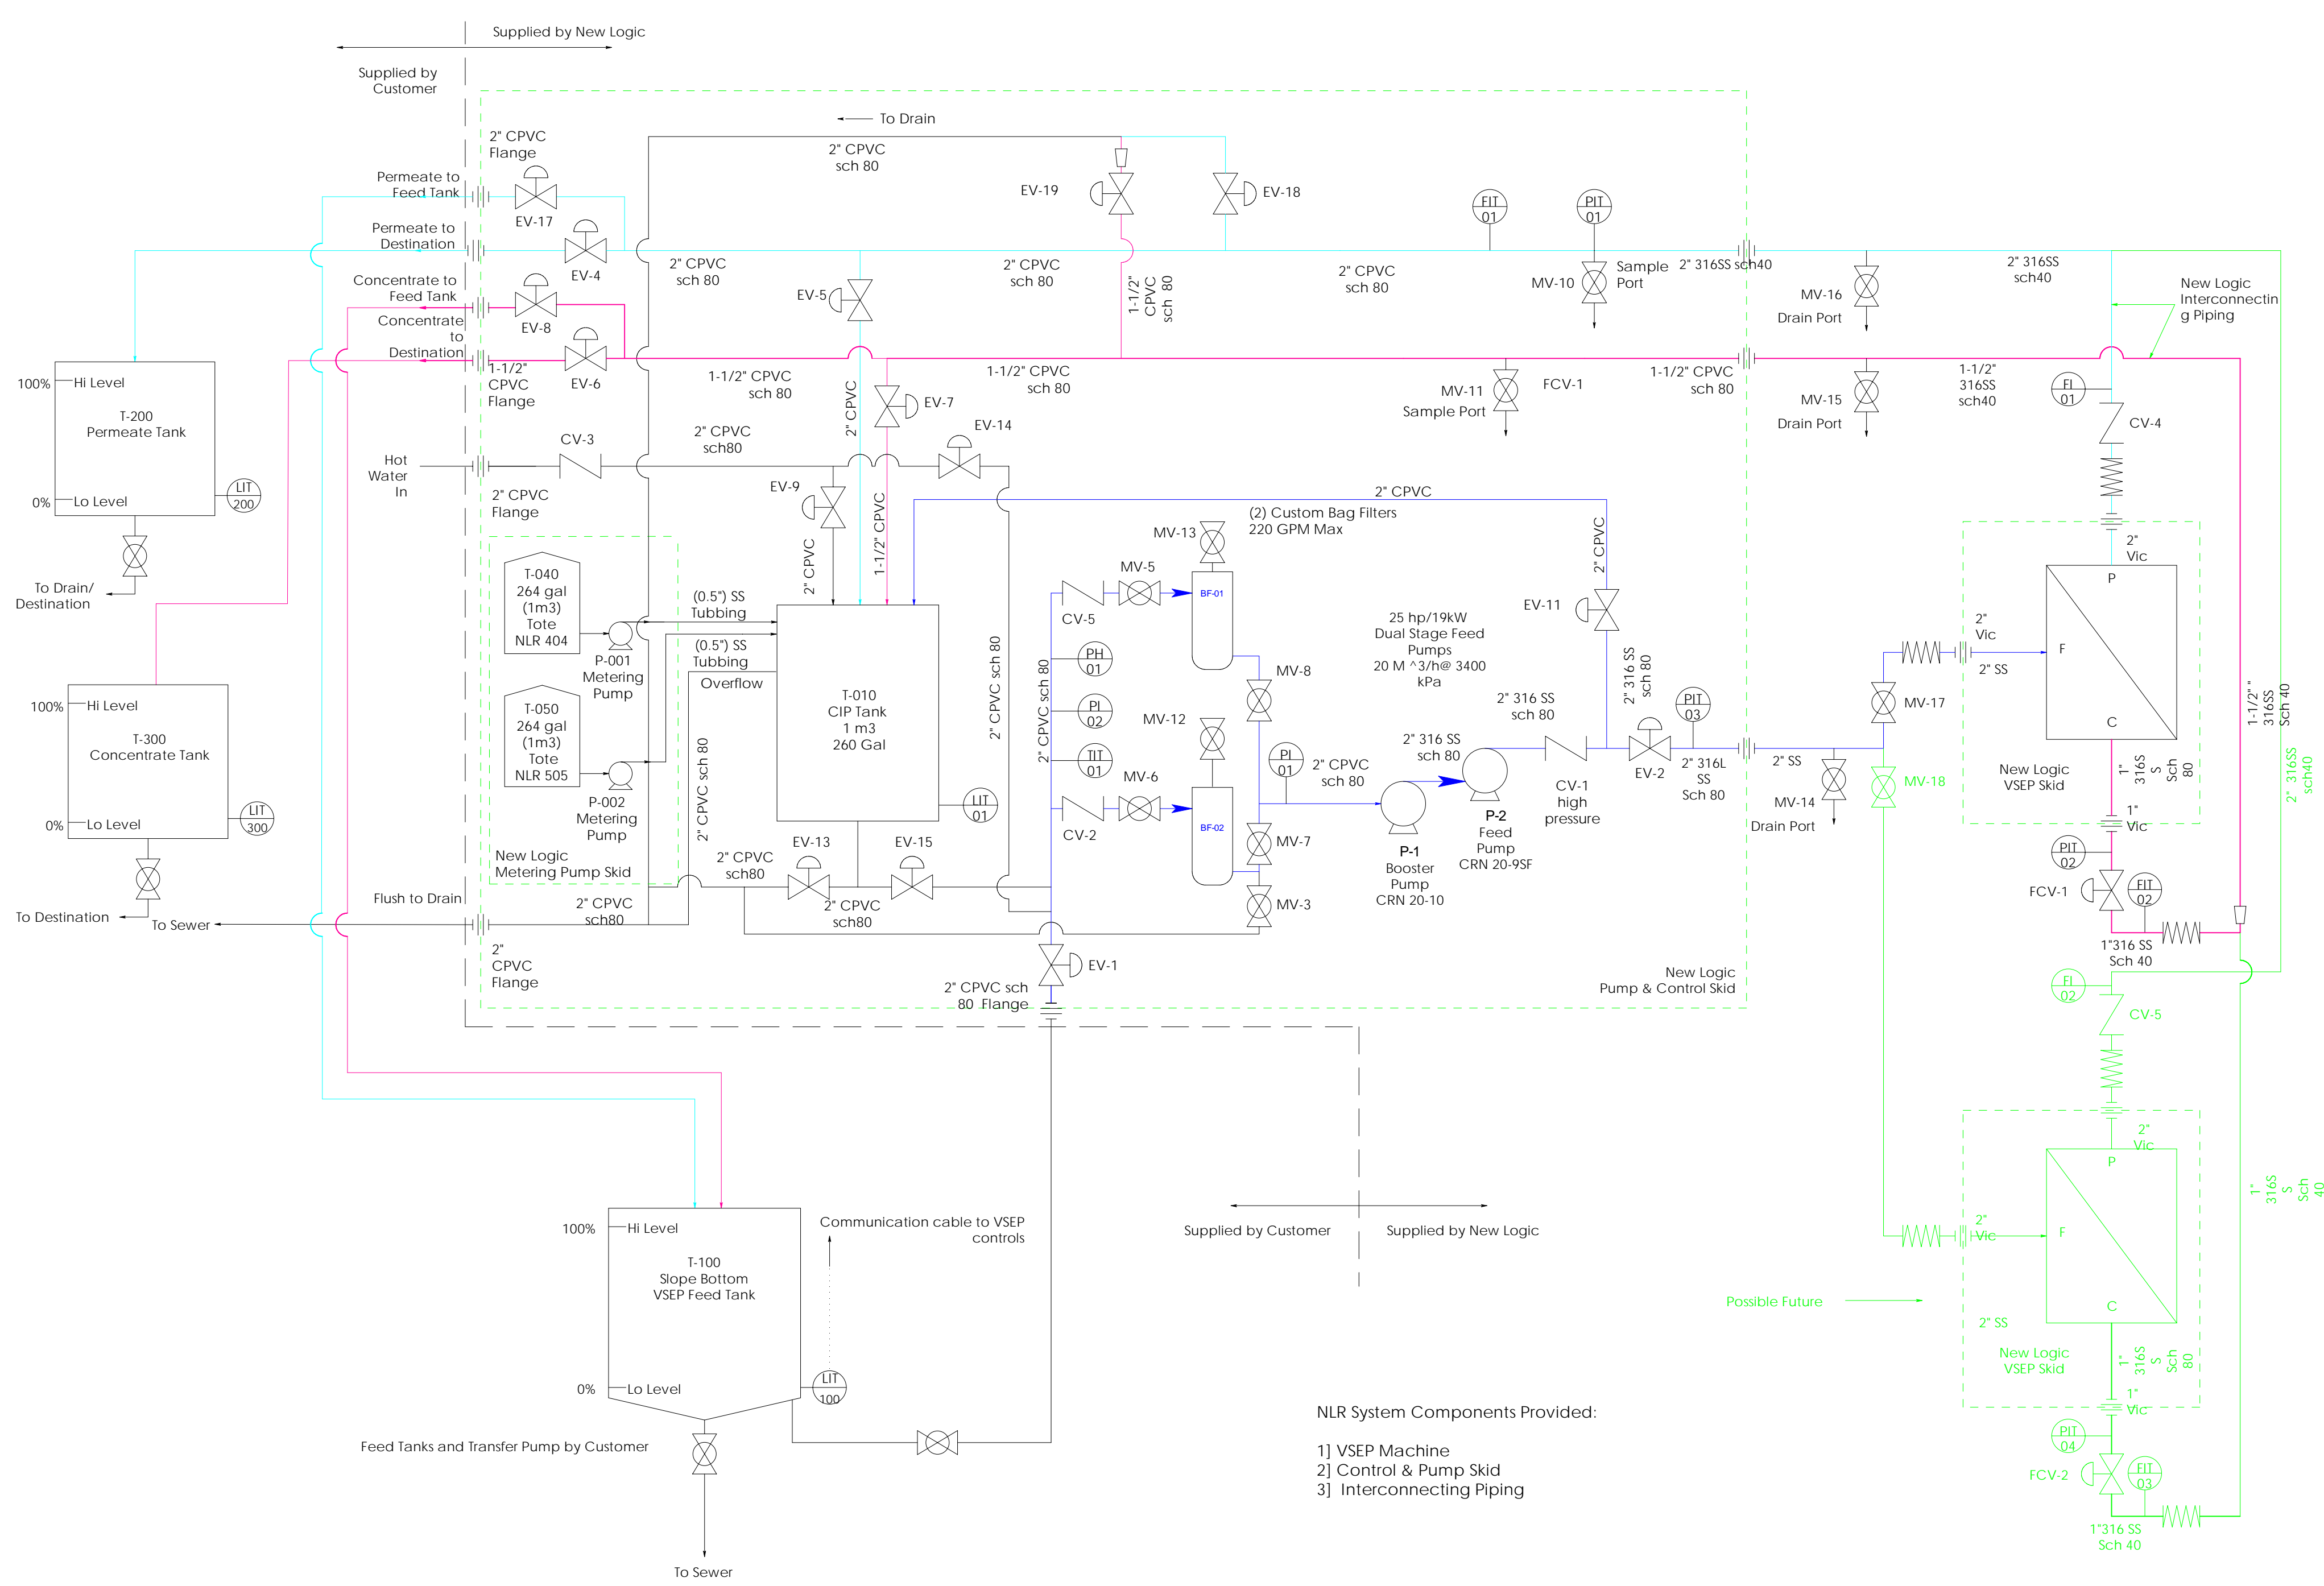 Supplied by New Logic
Supplied by
Customer
To Drain
2" CPVC
sch 80
2" CPVC
Flange
Permeate to
Feed Tank
EV-17
Permeate to
Destination
EV-4
Concentrate to
Feed Tank
EV-8
Concentrate
to
Destination
EV-6
1-1/2"
CPVC
Flange
EV-19
EV-18
FIT
01
PIT
01
2" CPVC
sch 80
EV-5
2" CPVC
sch 80
1-1/2"
CPVC
sch 80
2" CPVC
sch 80
MV-10
Sample
Port
2" 316SS sch40
MV-16
Drain Port
2" 316SS
sch40
New Logic
Interconnectin
g Piping
1-1/2" CPVC
sch 80
1-1/2" CPVC
sch 80
2" CPVC
EV-7
MV-11
Sample Port
FCV-1
1-1/2" CPVC
sch 80
MV-15
Drain Port
1-1/2"
316SS
sch40
FI
01
CV-4
100%
Hi Level
T-200
Permeate Tank
0%
Lo Level
LIT
200
To Drain/
Destination
Hot
Water
In
CV-3
2" CPVC
sch80
EV-14
2" CPVC
Flange
EV-9
2" CPVC
1-1/2" CPVC
2" CPVC
(2) Custom Bag Filters
220 GPM Max
2" CPVC
T-040
264 gal
(1m3)
Tote
NLR 404
P-001
Metering
Pump
(0.5") SS
Tubbing
(0.5") SS
Tubbing
Overflow
T-050
264 gal
(1m3)
Tote
NLR 505
P-002
Metering
Pump
New Logic
Metering Pump Skid
T-010
CIP Tank
1 m3
260 Gal
LIT
01
2" CPVC sch 80
2" CPVC sch 80
2" CPVC sch 80
MV-13
MV-5
CV-5
BF-01
PH
01
PI
02
TIT
01
MV-8
MV-12
MV-6
CV-2
BF-02
MV-7
MV-3
PI
01
2" CPVC
sch 80
25 hp/19kW
Dual Stage Feed
Pumps
20 M ^3/h@ 3400
kPa
EV-11
2" 316 SS
sch 80
2" 316 SS
sch 80
2" 316 SS
sch 80
P-1
Booster
Pump
CRN 20-10
P-2
Feed
Pump
CRN 20-9SF
CV-1
high
pressure
EV-2
PIT
03
2" 316L
SS
Sch 80
2" SS
MV-14
Drain Port
MV-17
MV-18
2"
Vic
2" SS
2"
Vic
P
F
C
New Logic
VSEP Skid
1"
316S
S
Sch
80
1"
Vic
PIT
02
FCV-1
FIT
02
1"316 SS
Sch 40
1-1/2" "
316SS
Sch 40
2" 316SS
sch40
100%
Hi Level
T-300
Concentrate Tank
0%
Lo Level
LIT
300
To Destination
To Sewer
Flush to Drain
2" CPVC
sch80
2"
CPVC
Flange
2" CPVC
sch80
EV-13
EV-15
2" CPVC
sch80
EV-1
2" CPVC sch
80 Flange
New Logic
Pump & Control Skid
FI
02
CV-5
2"
Vic
P
2"
Vic
F
C
2" SS
New Logic
VSEP Skid
1"
316S
S
Sch
80
1"
Vic
PIT
04
FCV-2
FIT
03
1"316 SS
Sch 40
1"
316S
S
Sch
40
Possible Future
Supplied by Customer
Supplied by New Logic
100%
Hi Level
T-100
Slope Bottom
VSEP Feed Tank
0%
Lo Level
LIT
100
Communication cable to VSEP
controls
Feed Tanks and Transfer Pump by Customer
To Sewer
NLR System Components Provided:
1] VSEP Machine
2] Control & Pump Skid
3] Interconnecting Piping